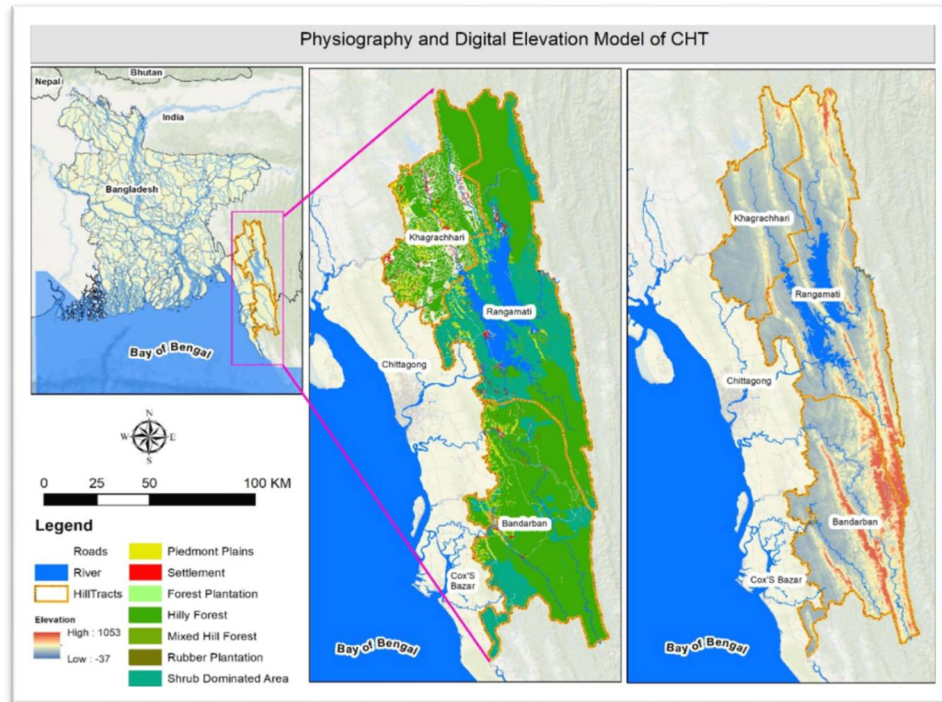 Physiography and Digital Elevation Model of CHT
Bhutan
Nepal
India
Bangladesh
Bay of Bengal
N
W E
S
0 25 50 100 KM
Legend
Roads
River
HillTracts
Elevation
High : 1053
Low : -37
Piedmont Plains
Settlement
Forest Plantation
Hilly Forest
Mixed Hill Forest
Rubber Plantation
Shrub Dominated Area
Khagrachhari
Rangamati
Chittagong
Bandarban
Cox'S
Bazar
Bay of Bengal
Khagrachhari
Rangamati
Chittagong
Bandarban
Cox'S Bazar
Bay of Bengal